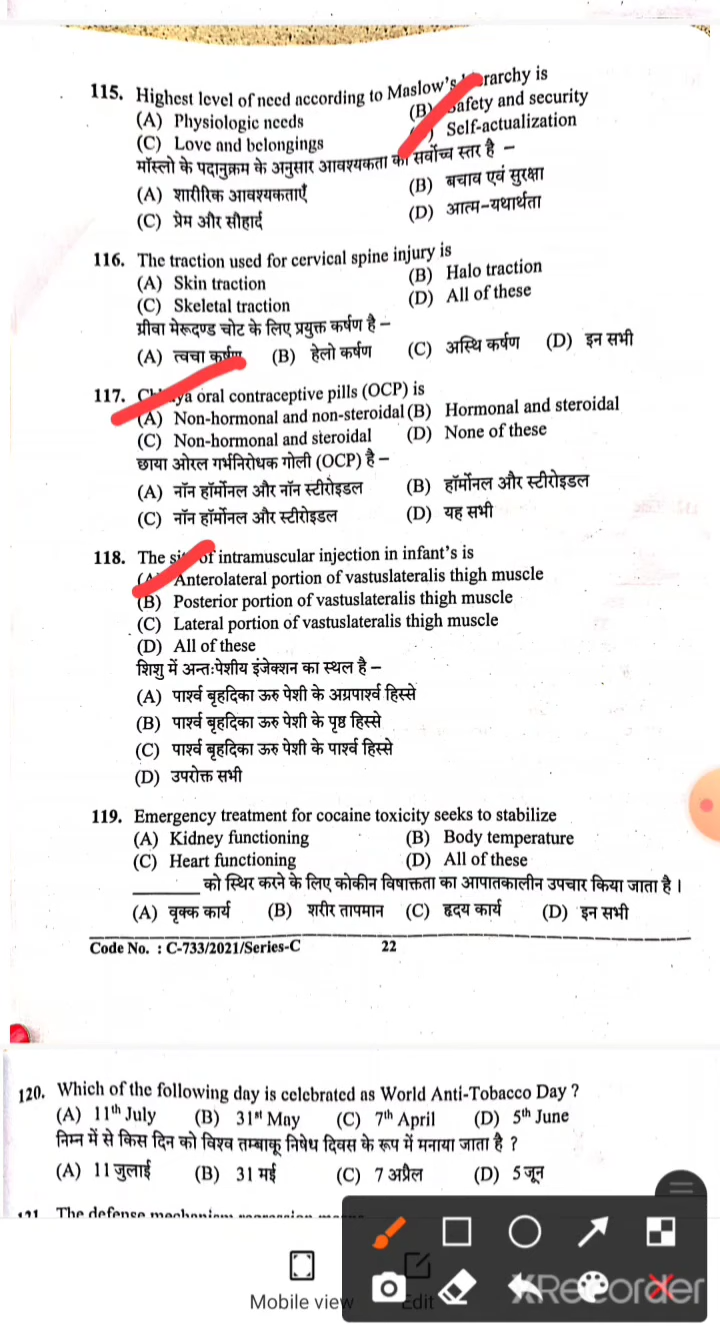 115. Highest level of need according to Maslow's rarchy is
(A) Physiologic needs (B) Safety and security
(C) Love and belongings ) Self-actualization
मॉस्लो के पदानुक्रम के अनुसार आवश्यकता का सर्वोच्च स्तर है –
(A) शारीरिक आवश्यकताएँ (B) बचाव एवं सुरक्षा
(C) प्रेम और सौहार्द (D) आत्म-यथार्थता
116. The traction used for cervical spine injury is
(A) Skin traction (B) Halo traction
(C) Skeletal traction (D) All of these
ग्रीवा मेरूदण्ड चोट के लिए प्रयुक्त कर्षण है –
(A) त्वचा कर्षण (B) हेलो कर्षण (C) अस्थि कर्षण (D) इन सभी
117. ya oral contraceptive pills (OCP) is
(A) Non-hormonal and non-steroidal (B) Hormonal and steroidal
(C) Non-hormonal and steroidal (D) None of these
छाया ओरल गर्भनिरोधक गोली (OCP) है –
(A) नॉन हॉर्मोनल और नॉन स्टीरोइडल (B) हॉर्मोनल और स्टीरोइडल
(C) नॉन हॉर्मोनल और स्टीरोइडल (D) यह सभी
118. The of intramuscular injection in infant's is
(A) Anterolateral portion of vastuslateralis thigh muscle
(B) Posterior portion of vastuslateralis thigh muscle
(C) Lateral portion of vastuslateralis thigh muscle
(D) All of these
शिशु में अन्तःपेशीय इंजेक्शन का स्थल है –
(A) पार्श्व बृहदिका ऊरु पेशी के अग्रपार्श्व हिस्से
(B) पार्श्व बृहदिका ऊरु पेशी के पृष्ठ हिस्से
(C) पार्श्व बृहदिका ऊरु पेशी के पार्श्व हिस्से
(D) उपरोक्त सभी
119. Emergency treatment for cocaine toxicity seeks to stabilize
(A) Kidney functioning (B) Body temperature
(C) Heart functioning (D) All of these
________ को स्थिर करने के लिए कोकीन विषाक्तता का आपातकालीन उपचार किया जाता है ।
(A) वृक्क कार्य (B) शरीर तापमान (C) हृदय कार्य (D) इन सभी
Code No. : C-733/2021/Series-C 22
120. Which of the following day is celebrated as World Anti-Tobacco Day ?
(A) 11th July (B) 31st May (C) 7th April (D) 5th June
निम्न में से किस दिन को विश्व तम्बाकू निषेध दिवस के रूप में मनाया जाता है ?
(A) 11 जुलाई (B) 31 मई (C) 7 अप्रैल (D) 5 जून
121. The defense mechanism
Mobile view Edit
XRecorder